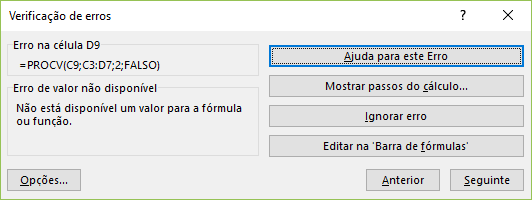 Verificação de erros
? ×
Erro na célula D9
=PROCV(C9;C3:D7;2;FALSO)
Erro de valor não disponível
Não está disponível um valor para a fórmula
ou função.
Ajuda para este Erro
Mostrar passos do cálculo...
Ignorar erro
Editar na 'Barra de fórmulas'
Opções...
Anterior
Seguinte